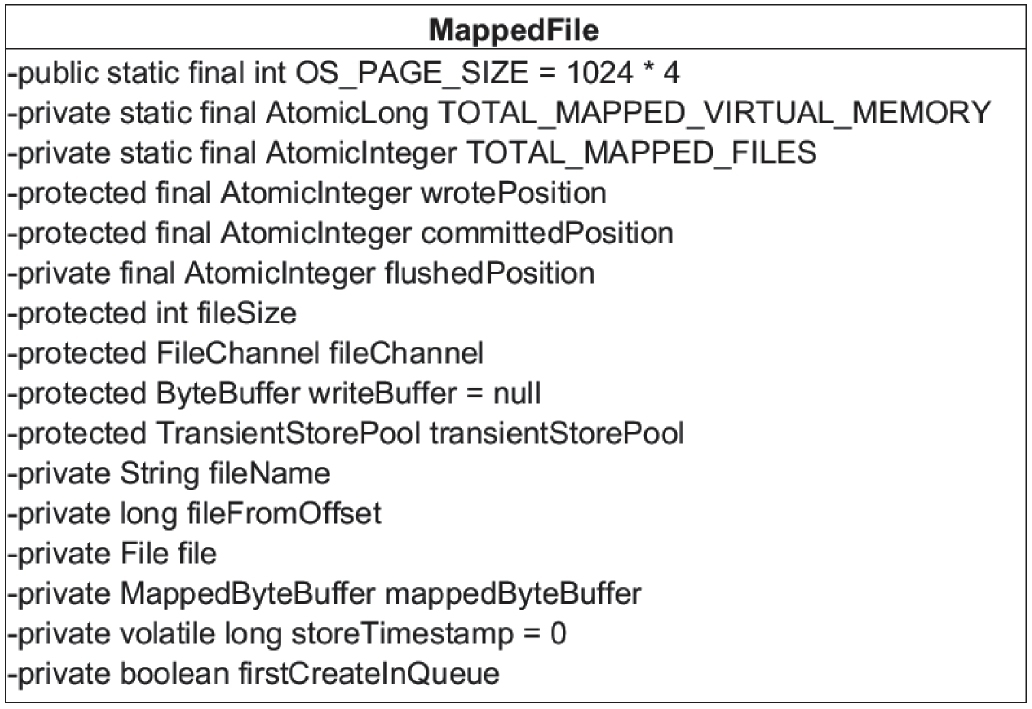 MappedFile
-public static final int OS_PAGE_SIZE = 1024 * 4
-private static final AtomicLong TOTAL_MAPPED_VIRTUAL_MEMORY
-private static final AtomicInteger TOTAL_MAPPED_FILES
-protected final AtomicInteger wrotePosition
-protected final AtomicInteger committedPosition
-private final AtomicInteger flushedPosition
-protected int fileSize
-protected FileChannel fileChannel
-protected ByteBuffer writeBuffer = null
-protected TransientStorePool transientStorePool
-private String fileName
-private long fileFromOffset
-private File file
-private MappedByteBuffer mappedByteBuffer
-private volatile long storeTimestamp = 0
-private boolean firstCreateInQueue